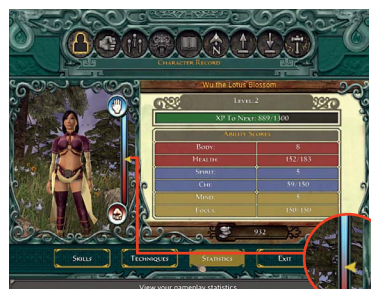 CHARACTER RECORD
Wu the Lotus Blossom
LEVEL: 2
XP TO NEXT: 889/1300
ABILITY SCORES
BODY: 8
HEALTH: 152/183
SPIRIT: 5
CHI: 59/150
MIND: 5
FOCUS: 150/150
932
SKILLS TECHNIQUES STATISTICS EXIT
View your gameplay statistics